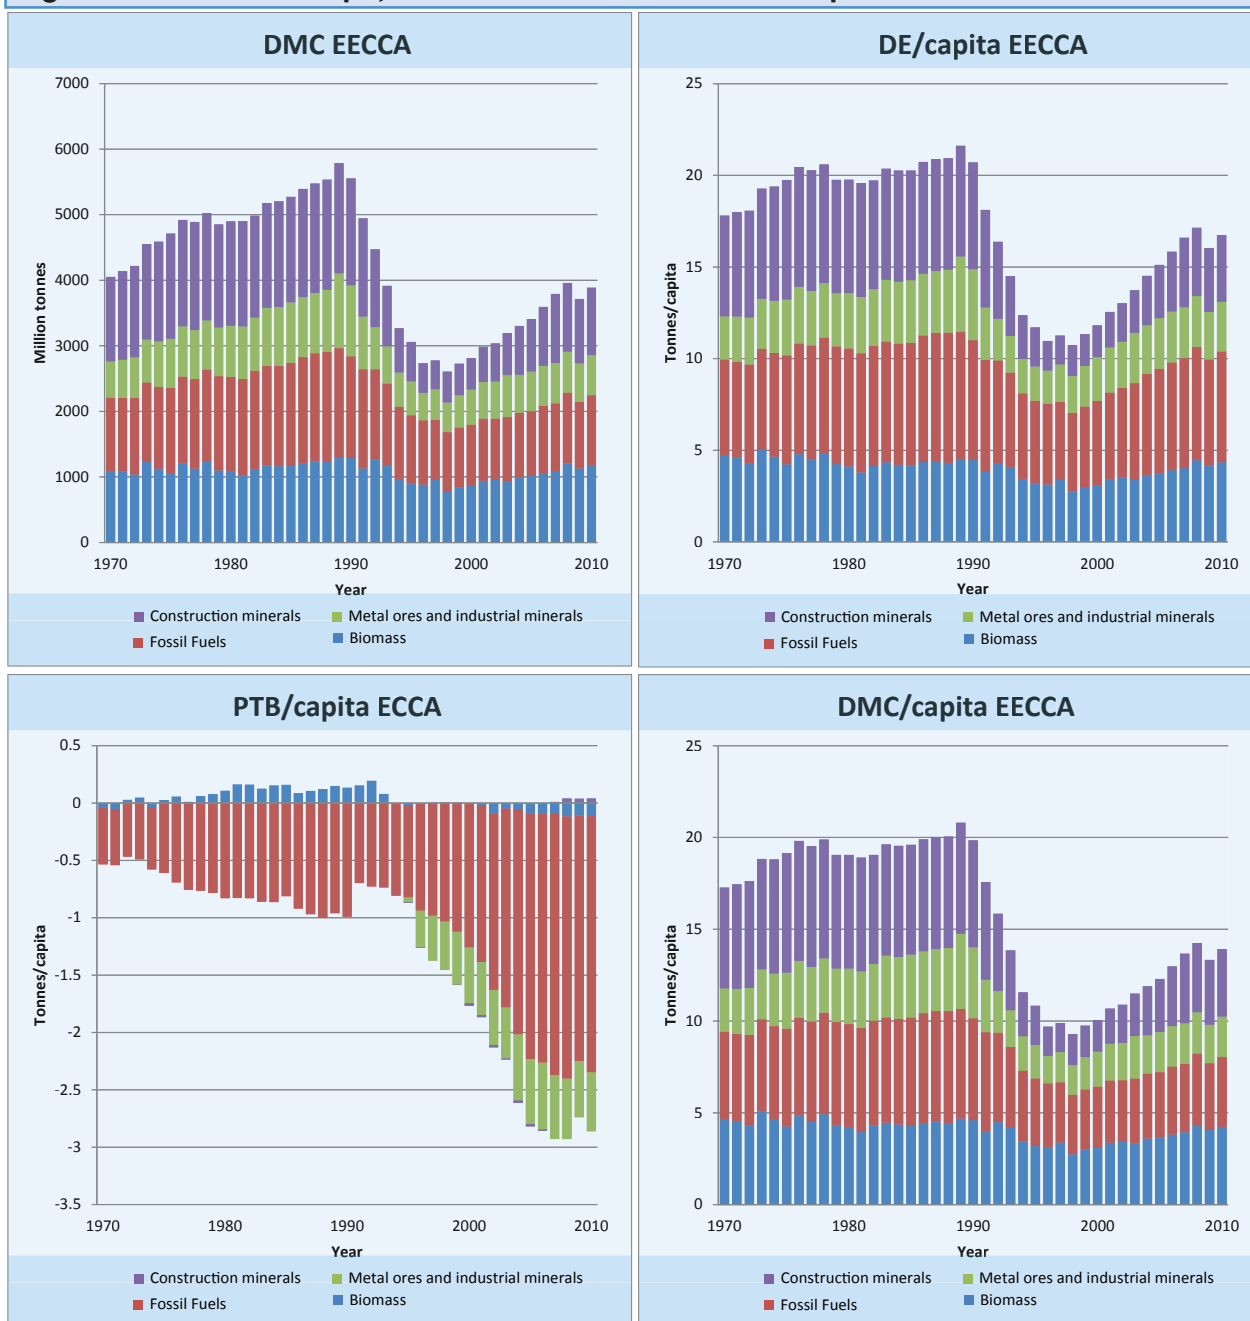 DMC EECCA
7000
6000
5000
4000
3000
2000
1000
0
Million tonnes
1970
1980
1990
2000
2010
Year
Construction minerals
Metal ores and industrial minerals
Fossil Fuels
Biomass
DE/capita EECCA
25
20
15
10
5
0
Tonnes/capita
1970
1980
1990
2000
2010
Year
Construction minerals
Metal ores and industrial minerals
Fossil Fuels
Biomass
PTB/capita ECCA
0.5
0
-0.5
-1
-1.5
-2
-2.5
-3
-3.5
Tonnes/capita
1970
1980
1990
2000
2010
Year
Construction minerals
Metal ores and industrial minerals
Fossil Fuels
Biomass
DMC/capita EECCA
25
20
15
10
5
0
Tonnes/capita
1970
1980
1990
2000
2010
Year
Construction minerals
Metal ores and industrial minerals
Fossil Fuels
Biomass